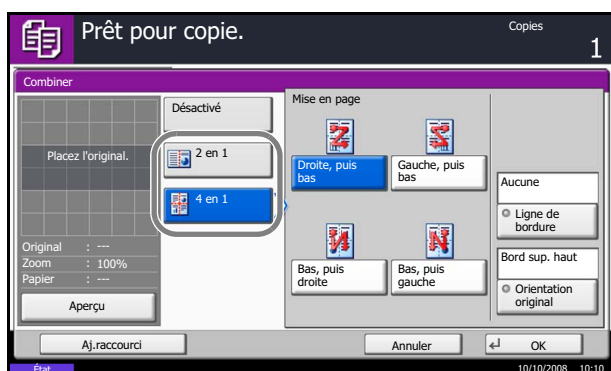 Prêt pour copie.
Copies
1
Combiner
Placez l'original.
Original : ---
Zoom : 100%
Papier : ---
Aperçu
Désactivé
2 en 1
4 en 1
Mise en page
Droite, puis
bas
Gauche, puis
bas
Bas, puis
droite
Bas, puis
gauche
Aucune
Ligne de
bordure
Bord sup. haut
Orientation
original
Aj.raccourci
Annuler
OK
État
10/10/2008 10:10